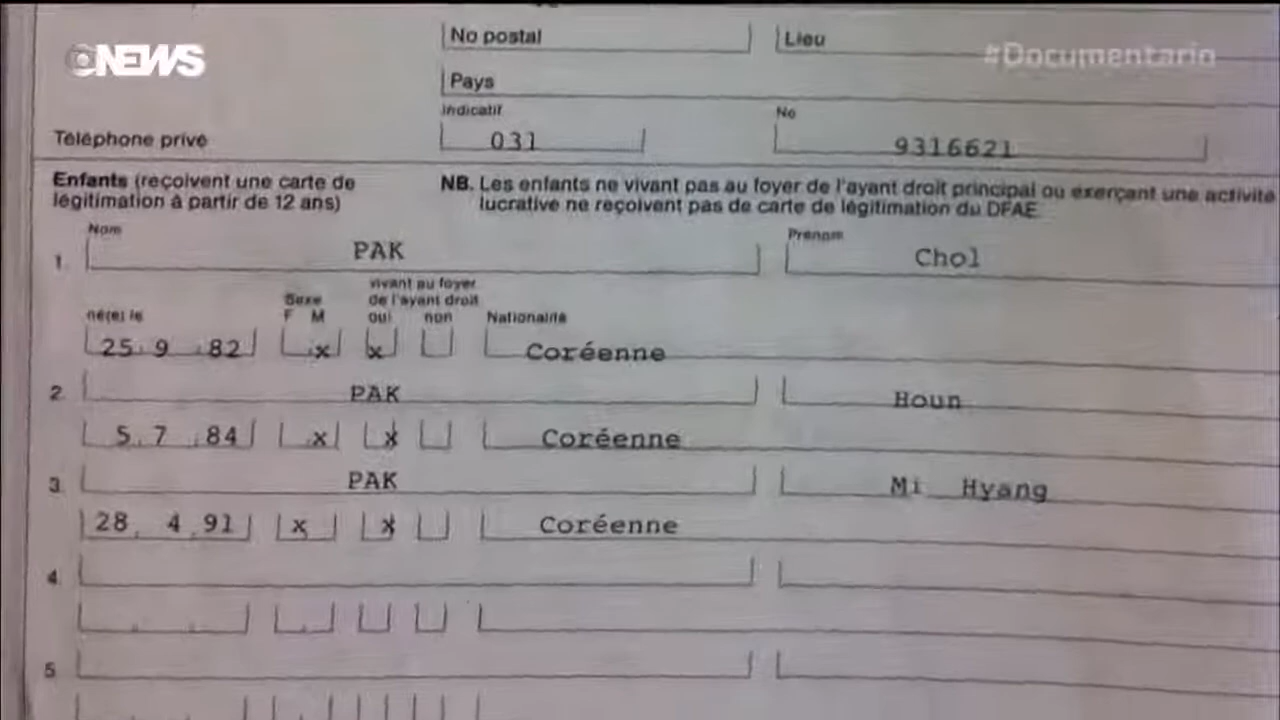 NEWS
#Documentario
No postal Lieu
Pays
Indicatif No
Téléphone privé 031 9316621
Enfants (reçoivent une carte de
légitimation à partir de 12 ans)
NB. Les enfants ne vivant pas au foyer de l'ayant droit principal ou exerçant une activité
lucrative ne reçoivent pas de carte de légitimation du DFAE
Nom Prénom
1. PAK Chol
né(e) le Sexe F M vivant au foyer de l'ayant droit oui non Nationalité
25 9 82 x x Coréenne
2. PAK Houn
5 7 84 x x Coréenne
3. PAK Mi Hyang
28 4 91 x x Coréenne
4.
5.